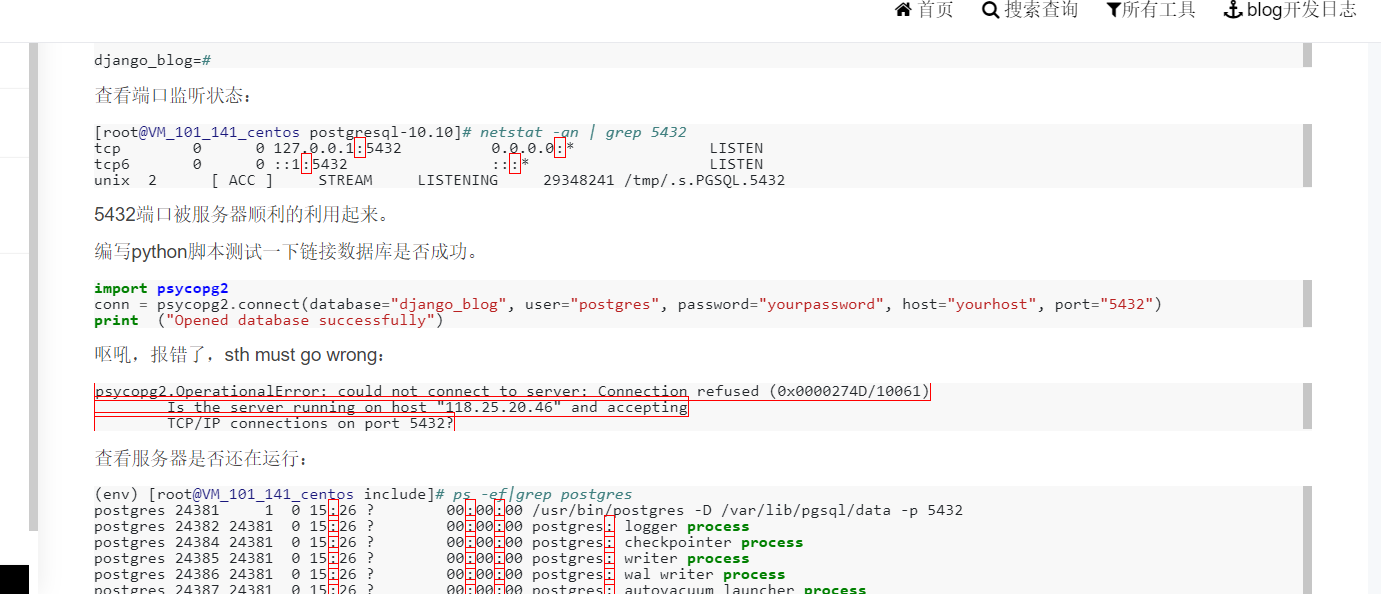 首页 搜索查询 所有工具 blog开发日志
django_blog=#
查看端口监听状态：
[root@VM_101_141_centos postgresql-10.10]# netstat -an | grep 5432
tcp        0      0 127.0.0.1:5432          0.0.0.0:*               LISTEN
tcp6       0      0 ::1:5432                :::*                    LISTEN
unix  2      [ ACC ]     STREAM     LISTENING     29348241 /tmp/.s.PGSQL.5432
5432端口被服务器顺利的利用起来。
编写python脚本测试一下链接数据库是否成功。
import psycopg2
conn = psycopg2.connect(database="django_blog", user="postgres", password="yourpassword", host="yourhost", port="5432")
print  ("Opened database successfully")
呕吼，报错了，sth must go wrong：
psycopg2.OperationalError: could not connect to server: Connection refused (0x0000274D/10061)
        Is the server running on host "118.25.20.46" and accepting
        TCP/IP connections on port 5432?
查看服务器是否还在运行：
(env) [root@VM_101_141_centos include]# ps -ef|grep postgres
postgres 24381     1  0 15:26 ?        00:00:00 /usr/bin/postgres -D /var/lib/pgsql/data -p 5432
postgres 24382 24381  0 15:26 ?        00:00:00 postgres: logger process
postgres 24384 24381  0 15:26 ?        00:00:00 postgres: checkpointer process
postgres 24385 24381  0 15:26 ?        00:00:00 postgres: writer process
postgres 24386 24381  0 15:26 ?        00:00:00 postgres: wal writer process
postgres 24387 24381  0 15:26 ?        00:00:00 postgres: autovacuum launcher process